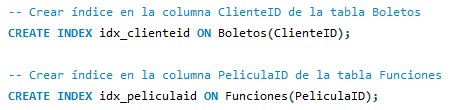 -- Crear índice en la columna ClienteID de la tabla Boletos
CREATE INDEX idx_clienteid ON Boletos(ClienteID);
-- Crear índice en la columna PeliculaID de la tabla Funciones
CREATE INDEX idx_peliculaid ON Funciones(PeliculaID);